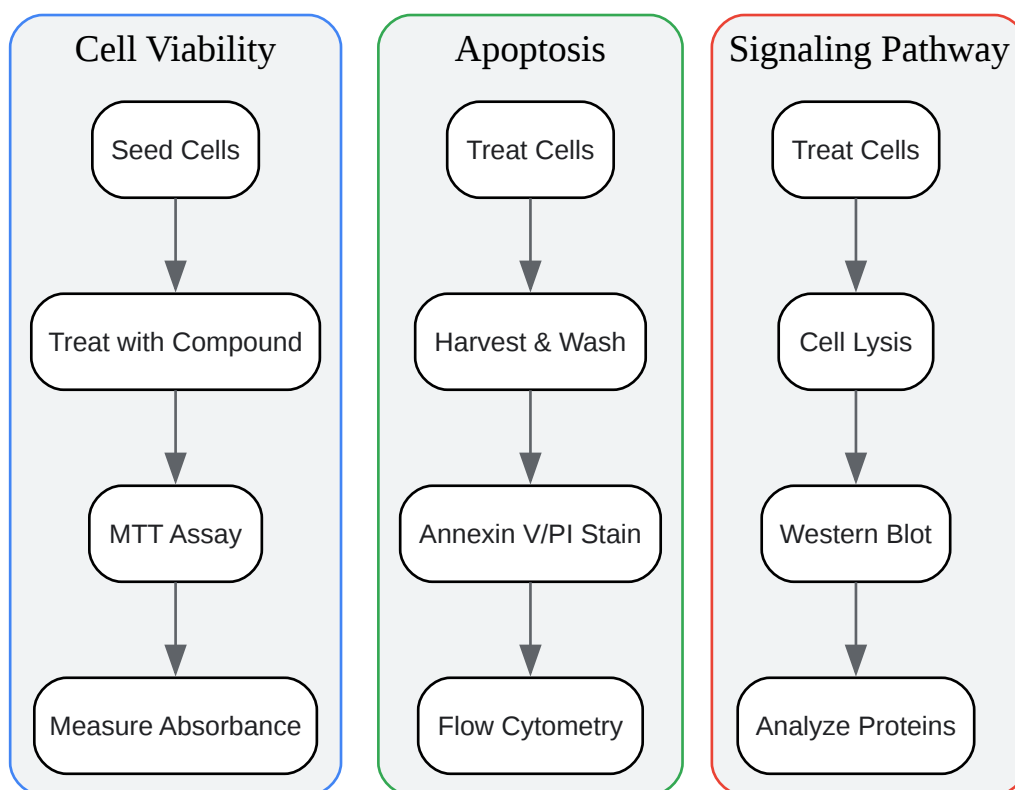 Cell Viability
Seed Cells
Treat with Compound
MTT Assay
Measure Absorbance
Apoptosis
Treat Cells
Harvest & Wash
Annexin V/PI Stain
Flow Cytometry
Signaling Pathway
Treat Cells
Cell Lysis
Western Blot
Analyze Proteins